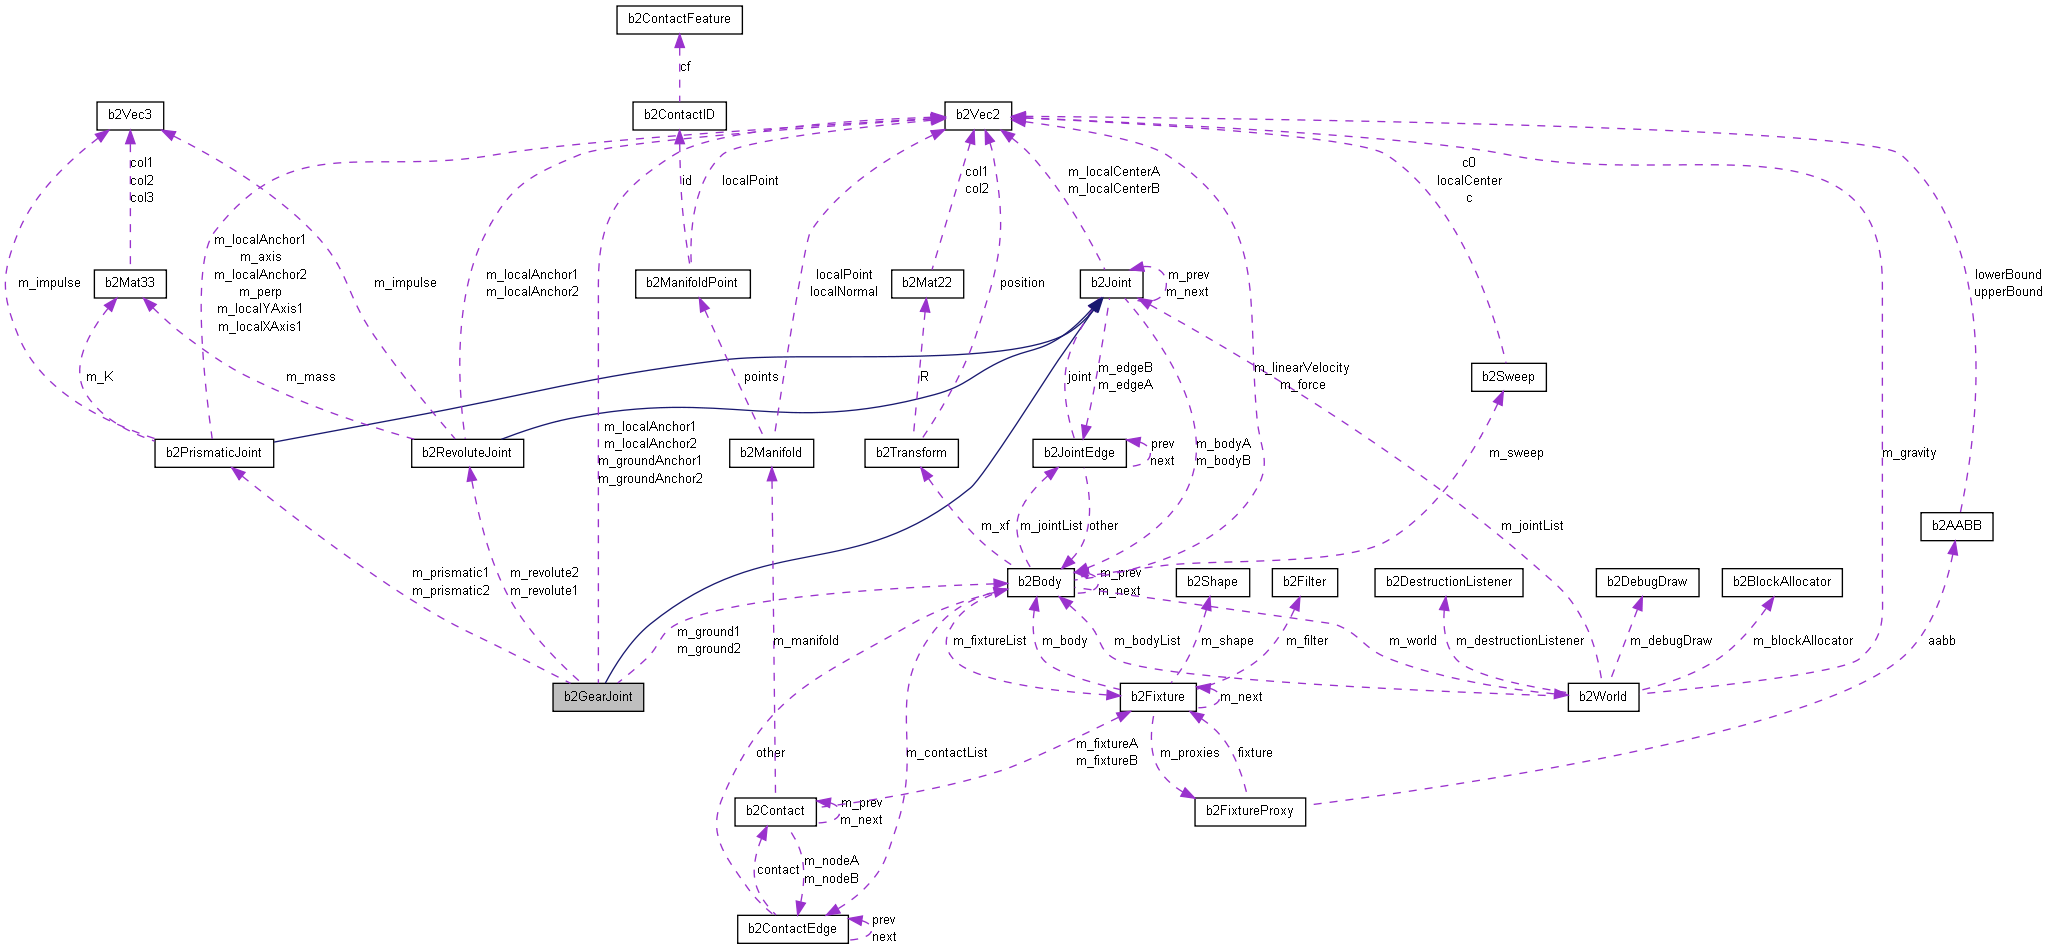 b2ContactFeature
cf
b2Vec3
b2ContactID
b2Vec2
col1
col2
col3
id
localPoint
col1
col2
m_localCenterA
m_localCenterB
c0
localCenter
c
m_impulse
b2Mat33
m_localAnchor1
m_axis
m_localAnchor2
m_perp
m_localYAxis1
m_localXAxis1
m_impulse
m_localAnchor1
m_localAnchor2
b2ManifoldPoint
localPoint
localNormal
b2Mat22
position
b2Joint
m_prev
m_next
lowerBound
upperBound
m_K
m_mass
points
R
joint
m_edgeB
m_edgeA
m_linearVelocity
m_force
b2Sweep
b2PrismaticJoint
b2RevoluteJoint
m_localAnchor1
m_localAnchor2
m_groundAnchor1
m_groundAnchor2
b2Manifold
b2Transform
b2JointEdge
prev
next
m_bodyA
m_bodyB
m_sweep
m_gravity
m_xf
m_jointList
other
m_jointList
b2AABB
m_prismatic1
m_prismatic2
m_revolute2
m_revolute1
b2Body
m_prev
m_next
b2Shape
b2Filter
b2DestructionListener
b2DebugDraw
b2BlockAllocator
m_ground1
m_ground2
m_manifold
m_fixtureList
m_body
m_bodyList
m_shape
m_filter
m_world
m_destructionListener
m_debugDraw
m_blockAllocator
aabb
b2GearJoint
b2Fixture
m_next
b2World
other
m_contactList
m_fixtureA
m_fixtureB
m_proxies
fixture
b2Contact
m_prev
m_next
b2FixtureProxy
contact
m_nodeA
m_nodeB
b2ContactEdge
prev
next